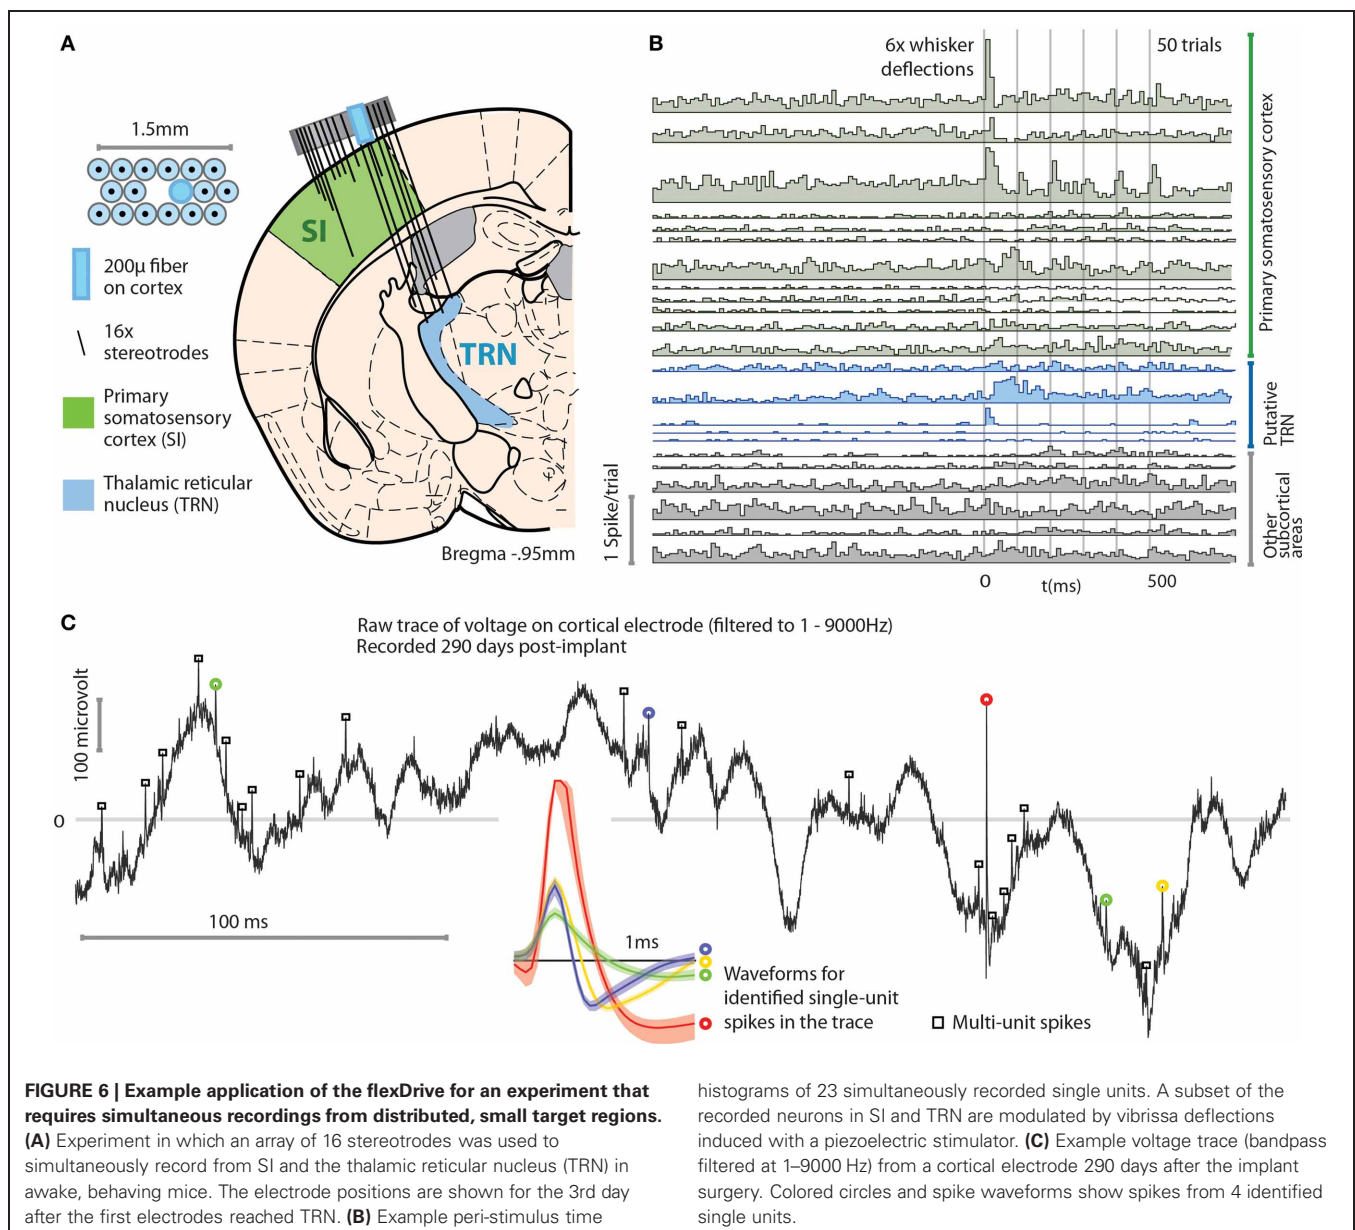 A
1.5mm
200µ fiber
on cortex
16x
stereotrodes
Primary
somatosensory
cortex (SI)
Thalamic reticular
nucleus (TRN)
SI
TRN
Bregma -.95mm
B
6x whisker
deflections
50 trials
Primary somatosensory cortex
Putative
TRN
Other
subcortical
areas
1 Spike/trial
0
t(ms)
500
C
Raw trace of voltage on cortical electrode (filtered to 1 - 9000Hz)
Recorded 290 days post-implant
100 microvolt
0
100 ms
1ms
Waveforms for
identified single-unit
spikes in the trace
Multi-unit spikes
FIGURE 6 | Example application of the flexDrive for an experiment that
requires simultaneous recordings from distributed, small target regions.
(A) Experiment in which an array of 16 stereotrodes was used to
simultaneously record from SI and the thalamic reticular nucleus (TRN) in
awake, behaving mice. The electrode positions are shown for the 3rd day
after the first electrodes reached TRN. (B) Example peri-stimulus time
histograms of 23 simultaneously recorded single units. A subset of the
recorded neurons in SI and TRN are modulated by vibrissa deflections
induced with a piezoelectric stimulator. (C) Example voltage trace (bandpass
filtered at 1–9000 Hz) from a cortical electrode 290 days after the implant
surgery. Colored circles and spike waveforms show spikes from 4 identified
single units.